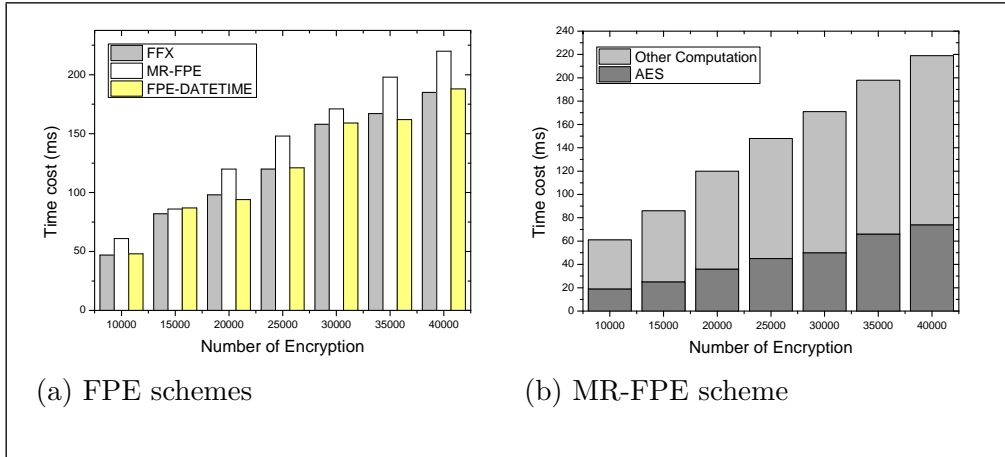 FFX
MR-FPE
FPE-DATETIME
200
150
100
50
0
Time cost (ms)
10000 15000 20000 25000 30000 35000 40000
Number of Encryption
(a) FPE schemes
Other Computation
AES
240
220
200
180
160
140
120
100
80
60
40
20
0
Time cost (ms)
10000 15000 20000 25000 30000 35000 40000
Number of Encryption
(b) MR-FPE scheme